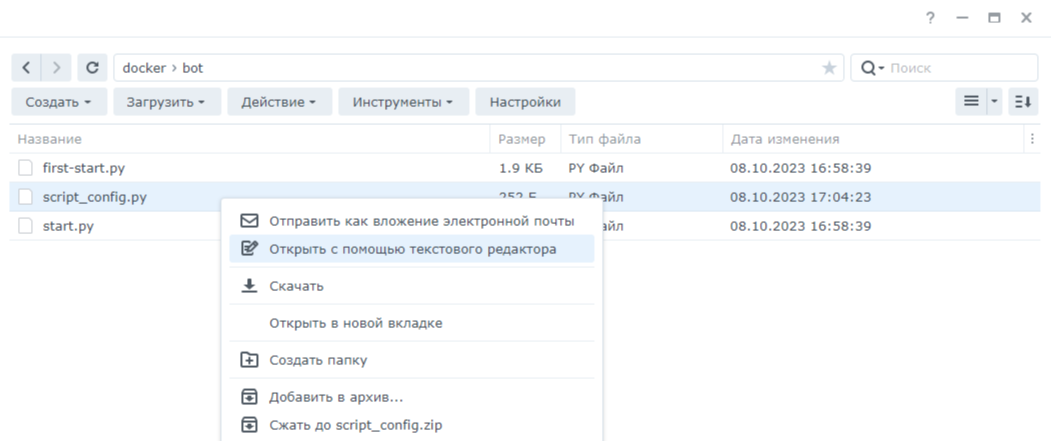 ?
docker › bot
Поиск
Создать Загрузить Действие Инструменты Настройки
Название Размер Тип файла Дата изменения
first-start.py 1.9 КБ PY Файл 08.10.2023 16:58:39
script_config.py 252 Б PY Файл 08.10.2023 17:04:23
start.py айл 08.10.2023 16:58:39
Отправить как вложение электронной почты
Открыть с помощью текстового редактора
Скачать
Открыть в новой вкладке
Создать папку
Добавить в архив...
Сжать до script_config.zip